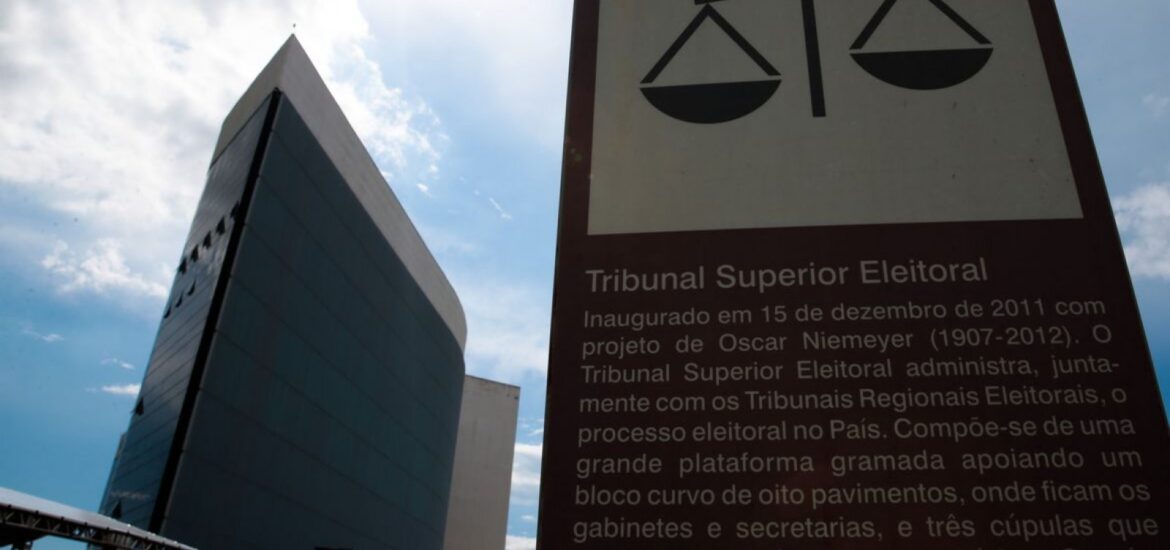 Tribunal Superior Eleitoral
Inaugurado em 15 de dezembro de 2011 com
projeto de Oscar Niemeyer (1907-2012). O
Tribunal Superior Eleitoral administra, junta-
mente com os Tribunais Regionais Eleitorais, o
processo eleitoral no País. Compõe-se de uma
grande plataforma gramada apoiando um
bloco curvo de oito pavimentos, onde ficam os
gabinetes e secretarias, e três cúpulas que